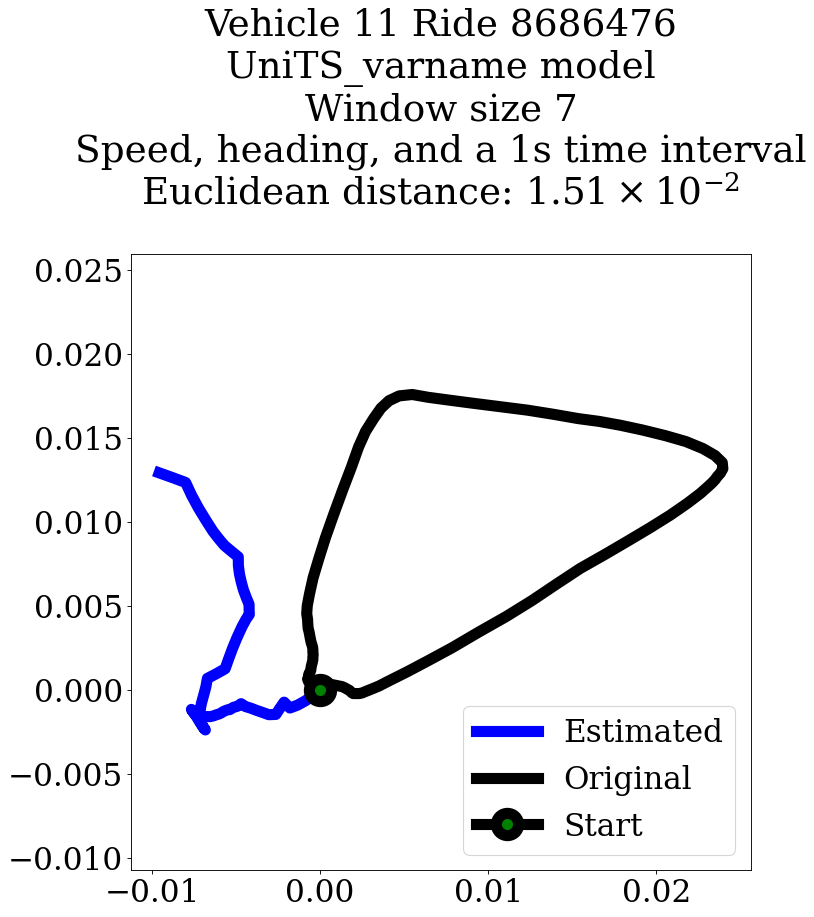 Vehicle 11 Ride 8686476
UniTS_varname model
Window size 7
Speed, heading, and a 1s time interval
Euclidean distance: 1.51 × 10⁻²
0.025
0.020
0.015
0.010
0.005
0.000
−0.005
−0.010
Estimated
Original
Start
−0.01 0.00 0.01 0.02